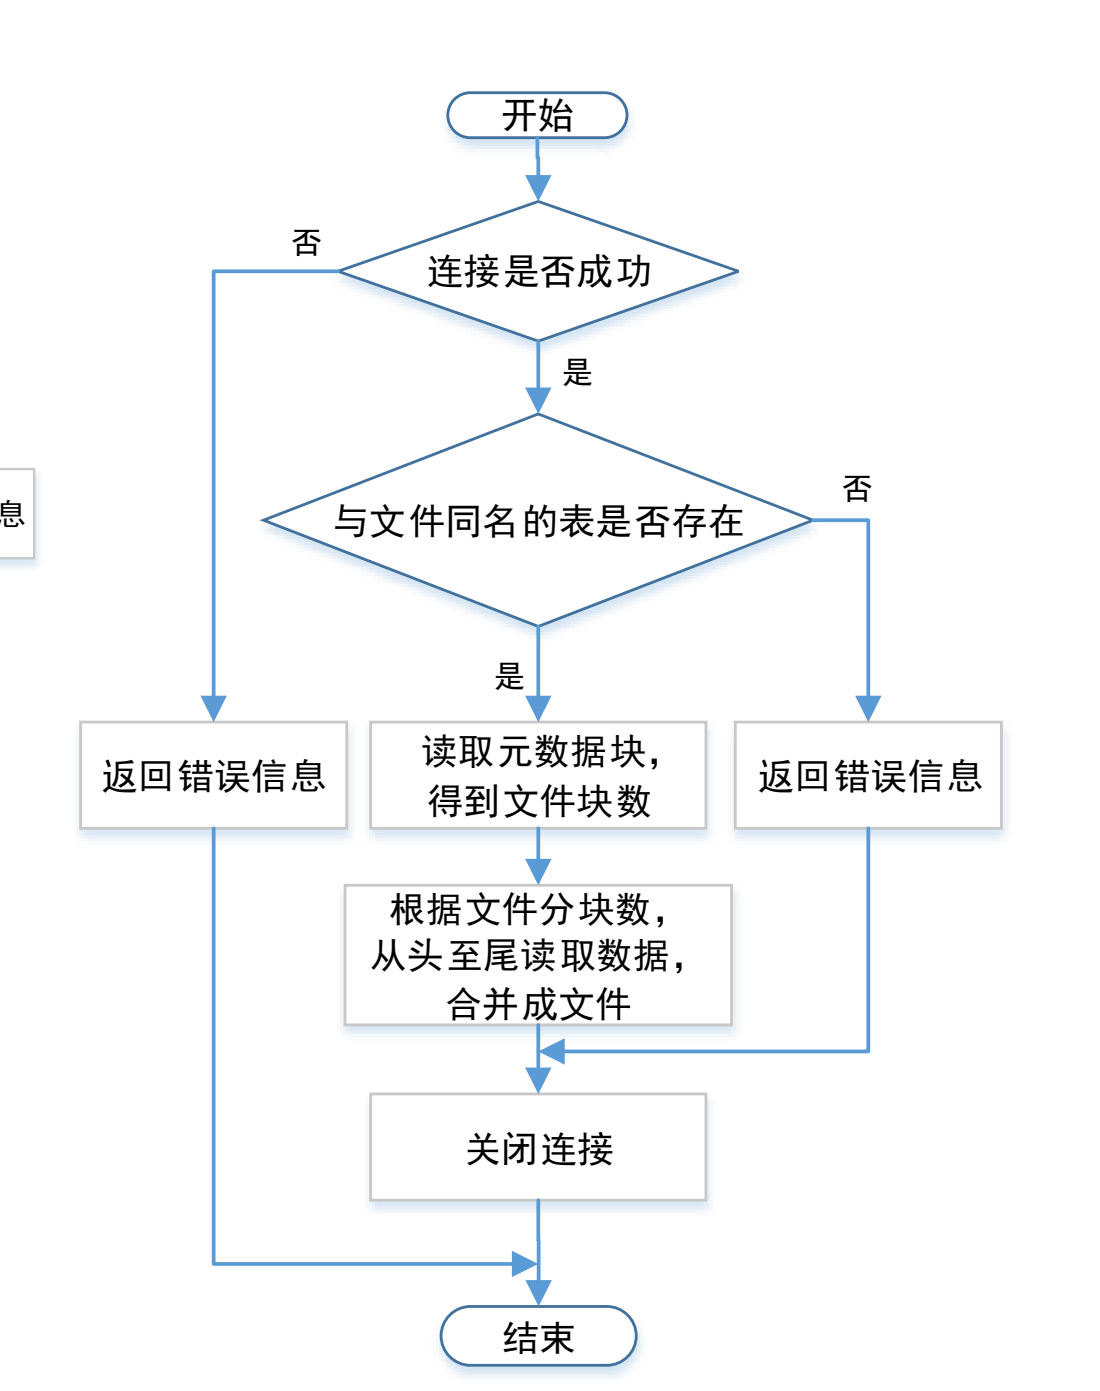 开始
否
连接是否成功
是
否
息
与文件同名的表是否存在
是
返回错误信息
读取元数据块，
得到文件块数
返回错误信息
根据文件分块数，
从头至尾读取数据，
合并成文件
关闭连接
结束